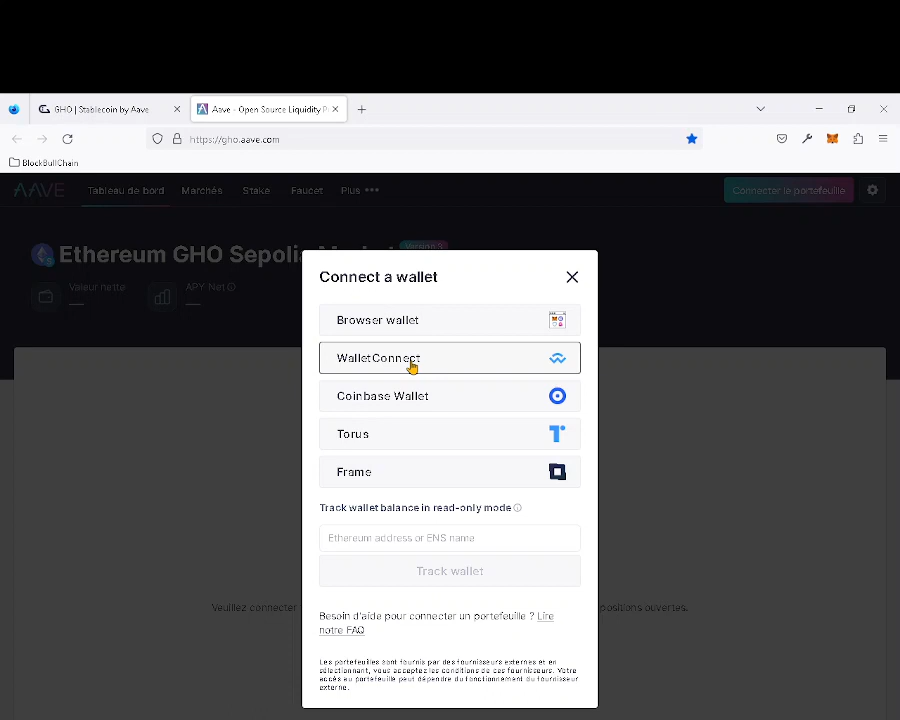 GHO | Stablecoin by Aave
Aave - Open Source Liquidity P
https://gho.aave.com
BlockBullChain
AAVE
Tableau de bord
Marchés
Stake
Faucet
Plus •••
Connecter le portefeuille
Ethereum GHO Sepolia Market
Version 3
Valeur nette
APY Net
Connect a wallet
Browser wallet
WalletConnect
Coinbase Wallet
Torus
Frame
Track wallet balance in read-only mode
Ethereum address or ENS name
Track wallet
Veuillez connecter
positions ouvertes.
Besoin d'aide pour connecter un portefeuille ? Lire
notre FAQ
Les portefeuilles sont fournis par des fournisseurs externes et en
sélectionnant, vous acceptez les conditions de ces fournisseurs. Votre
accès au portefeuille peut dépendre du fonctionnement du fournisseur
externe.